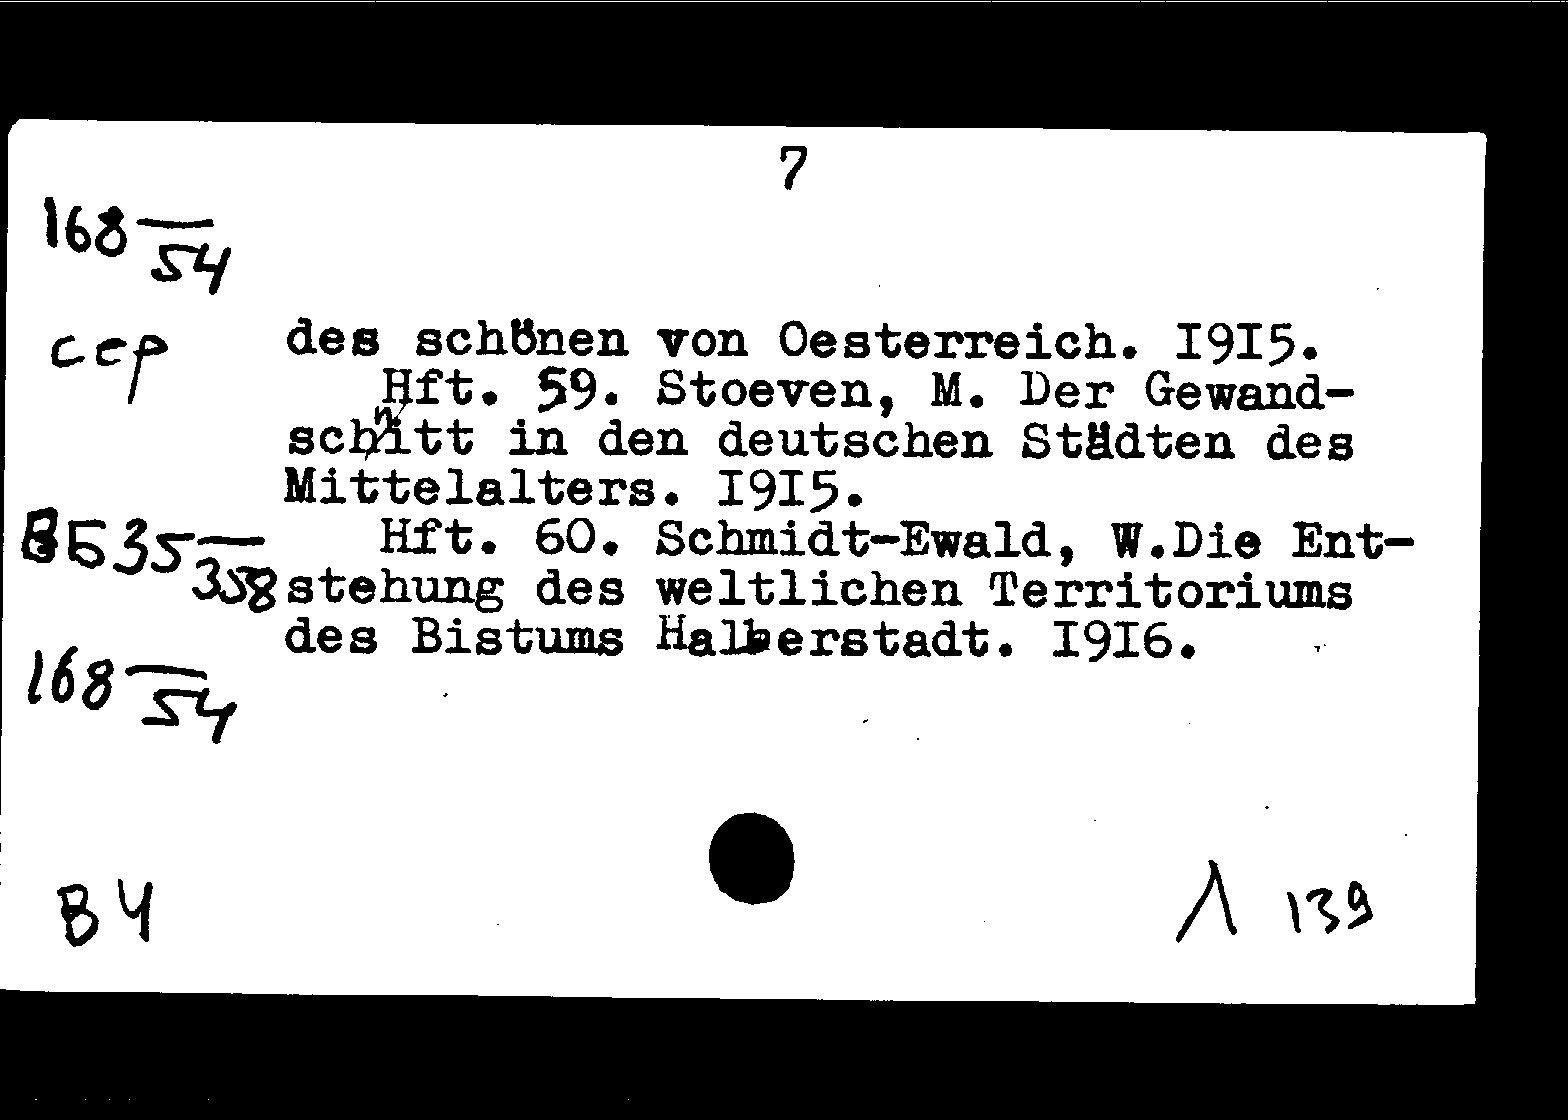 7
168/54
сер
des schönen von Oesterreich. I9I5.
Hft. 59. Stoeven, M. Der Gewand-
schnitt in den deutschen Städten des
Mittelalters. I9I5.
B535/358
Hft. 60. Schmidt-Ewald, W.Die Ent-
stehung des weltlichen Territoriums
des Bistums Halberstadt. I9I6.
168/54
В Ч
Л 139